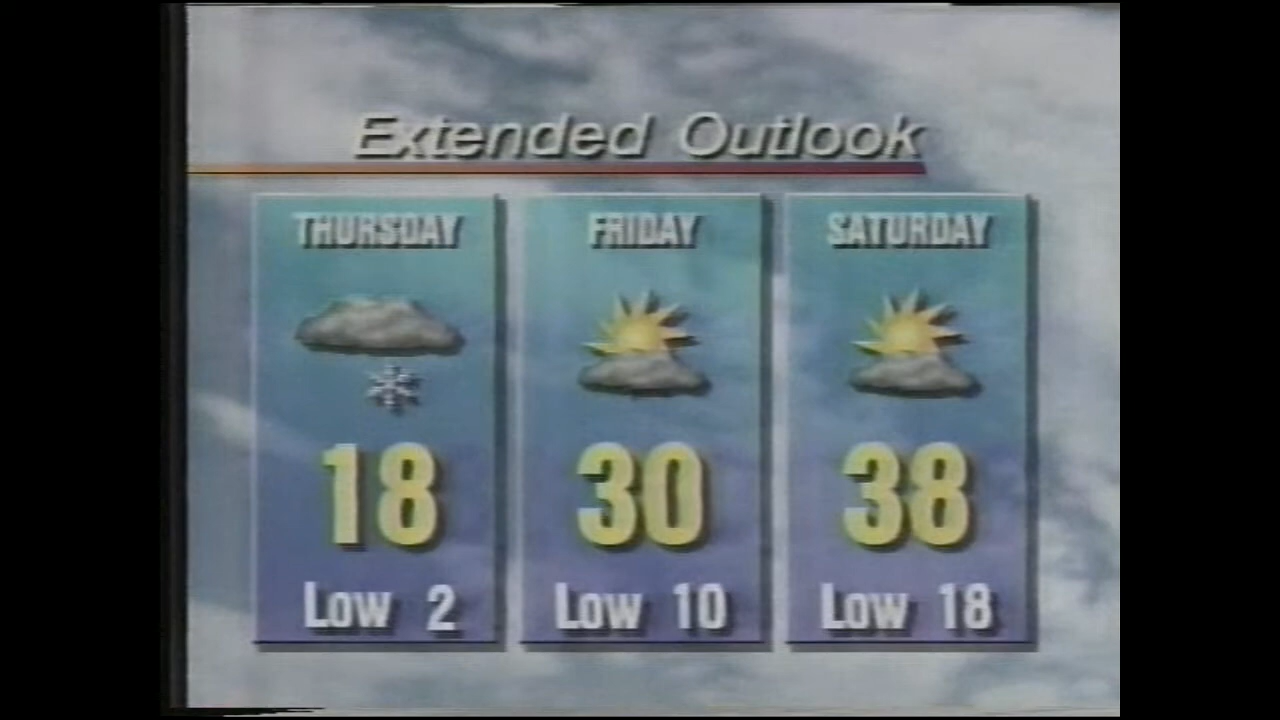 Extended Outlook
THURSDAY
18
Low 2
FRIDAY
30
Low 10
SATURDAY
38
Low 18